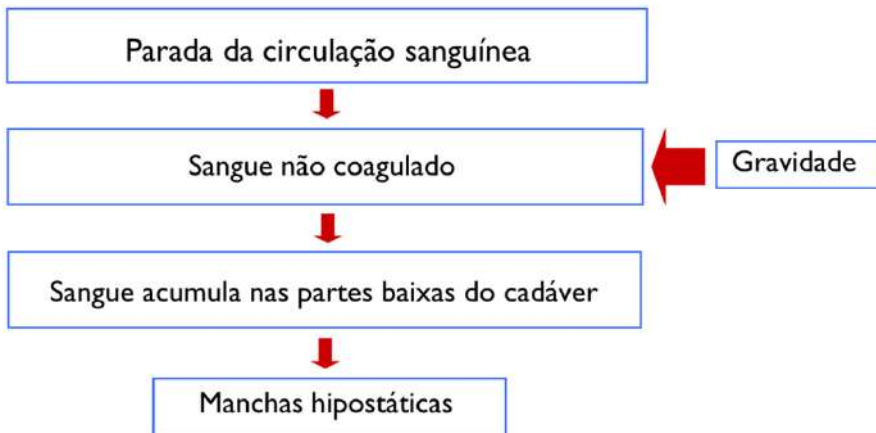 Parada da circulação sanguínea
Sangue não coagulado
Gravidade
Sangue acumula nas partes baixas do cadáver
Manchas hipostáticas